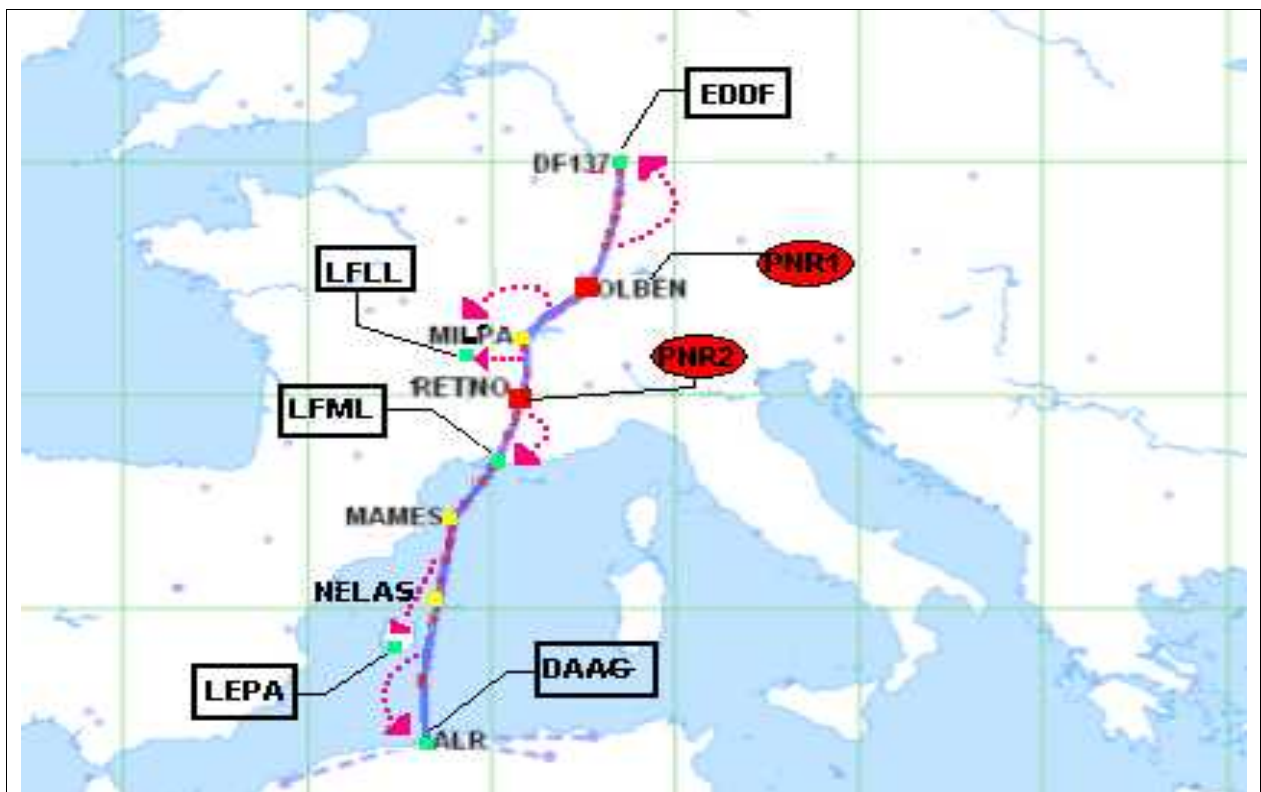 EDDF
DF137
LFLL
PNR1
OLBEN
MILPA
PNR2
RETNO
LFML
MAMES
NELAS
LEPA
DAAG
ALR